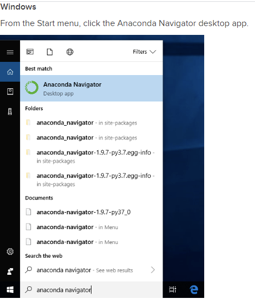 Windows
From the Start menu, click the Anaconda Navigator desktop app.
Filters
Best match
Anaconda Navigator
Desktop app
Folders
anaconda_navigator - in site-packages
anaconda_navigator - in site-packages
anaconda_navigator-1.9.7-py3.7.egg-info -
in site-packages
anaconda_navigator-1.9.7-py3.7.egg-info -
in site-packages
Documents
anaconda-navigator-1.9.7-py37_0
anaconda-navigator - in Menu
anaconda-navigator - in Menu
Search the web
anaconda navigator - See web results
anaconda navigator